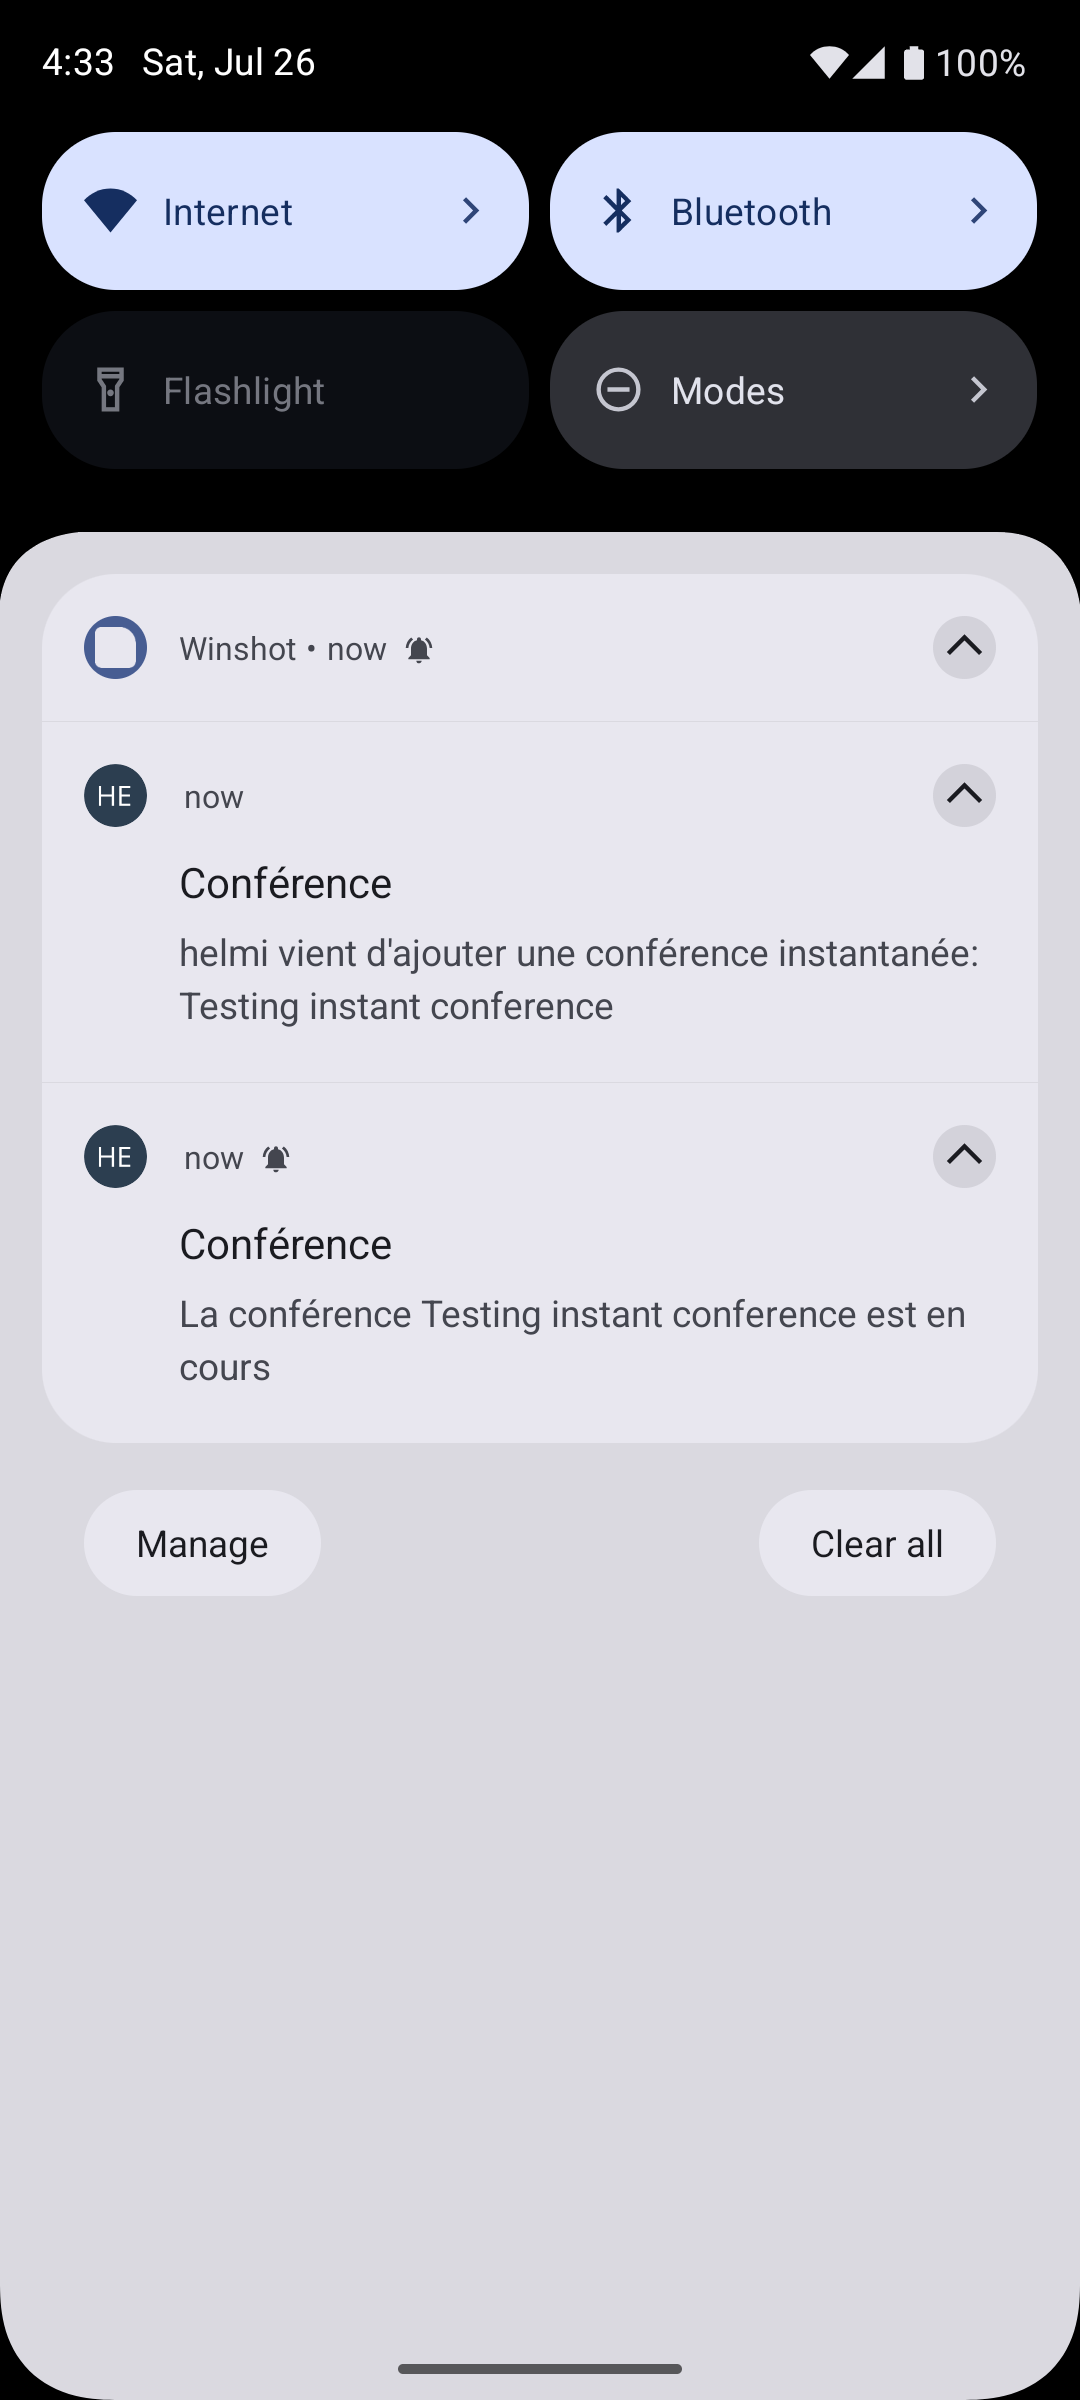 4:33 Sat, Jul 26 100%
Internet Bluetooth
Flashlight Modes
Winshot • now
HE now
Conférence
helmi vient d'ajouter une conférence instantanée:
Testing instant conference
HE now
Conférence
La conférence Testing instant conference est en
cours
Manage Clear all